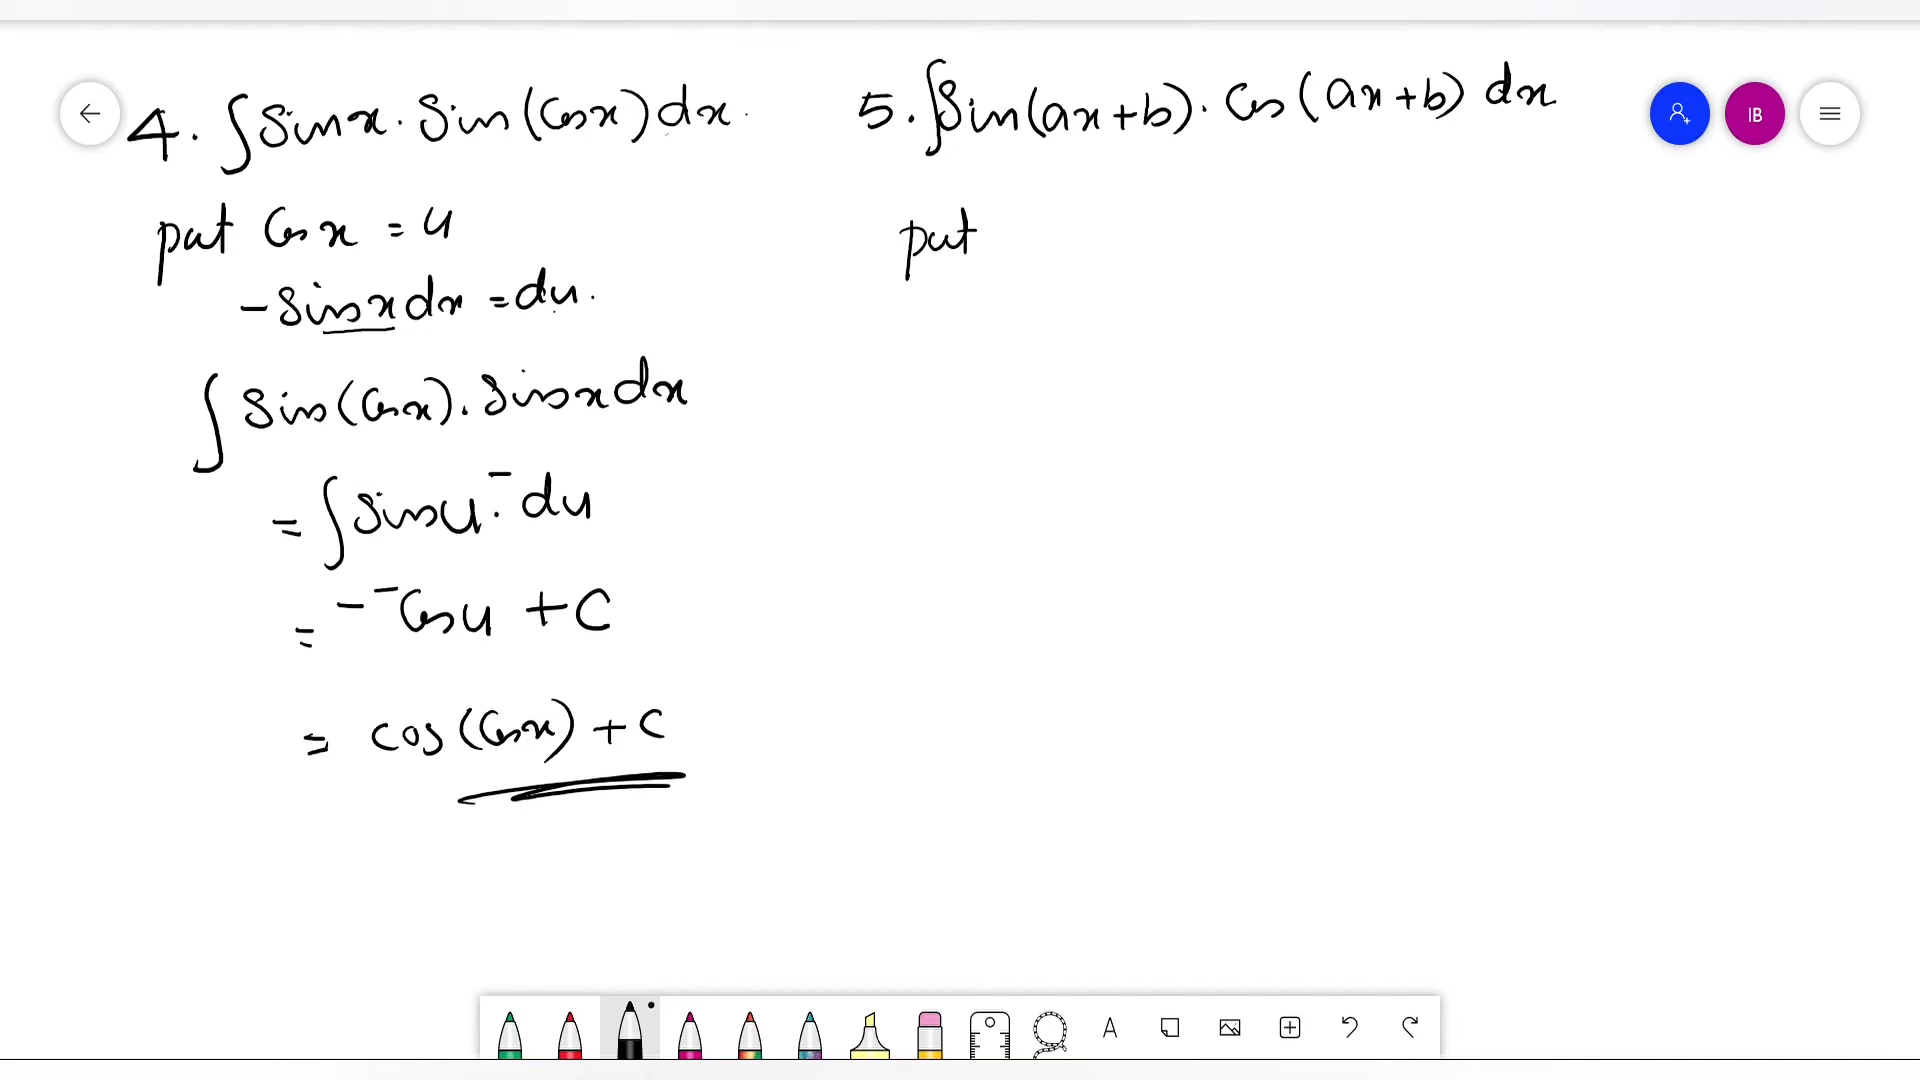 4. ∫ Sinx · Sin(Cosx) dx.
put Cosx = u
- Sinx dx = du.
∫ Sin(Cosx) . Sinx dx
= ∫ Sinu . - du
= - - Cosu + C
= Cos(Cosx) + C
5. ∫ Sin(ax+b) · Cos(ax+b) dx
put
IB
A